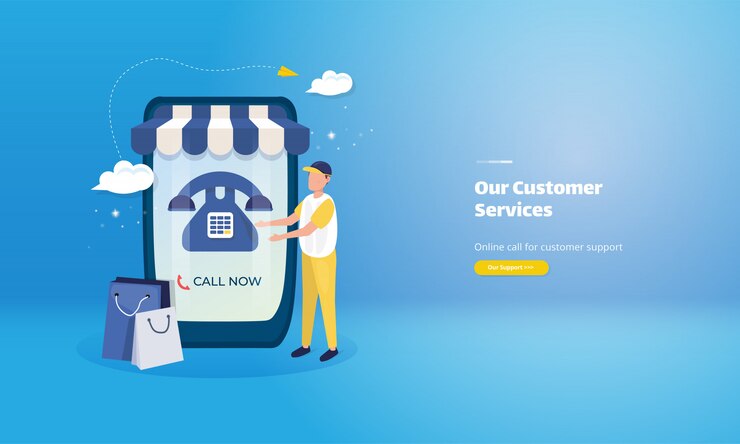 CALL NOW
Our Customer
Services
Online call for customer support
Our Support >>>